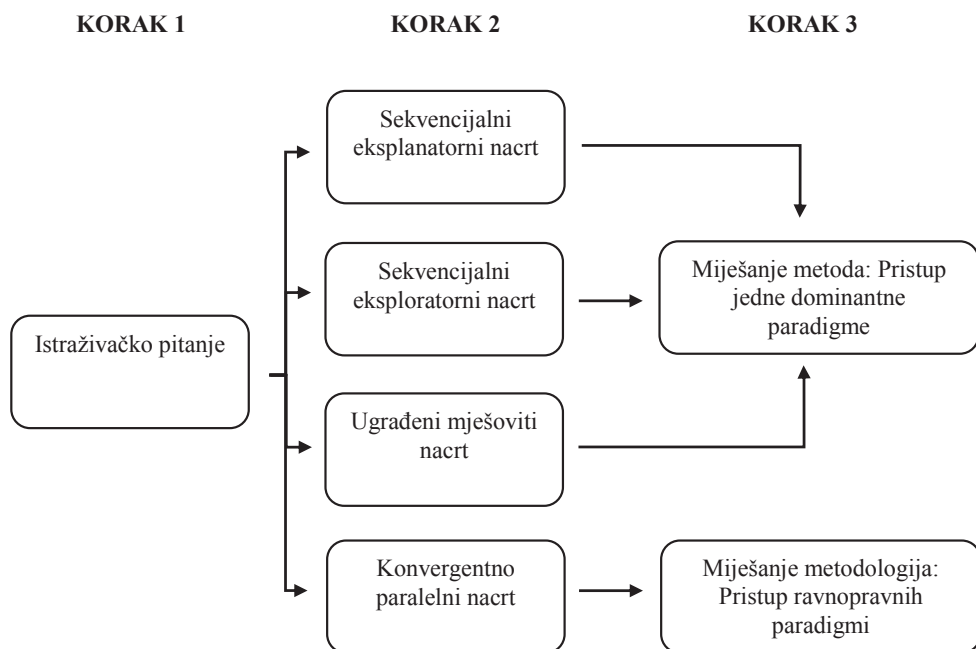 KORAK 1
KORAK 2
KORAK 3
Istraživačko pitanje
Sekvencijalni
eksplanatorni nacrt
Sekvencijalni
eksploratorni nacrt
Ugrađeni mješoviti
nacrt
Konvergentno
paralelni nacrt
Miješanje metoda: Pristup
jedne dominantne
paradigme
Miješanje metodologija:
Pristup ravnopravnih
paradigmi